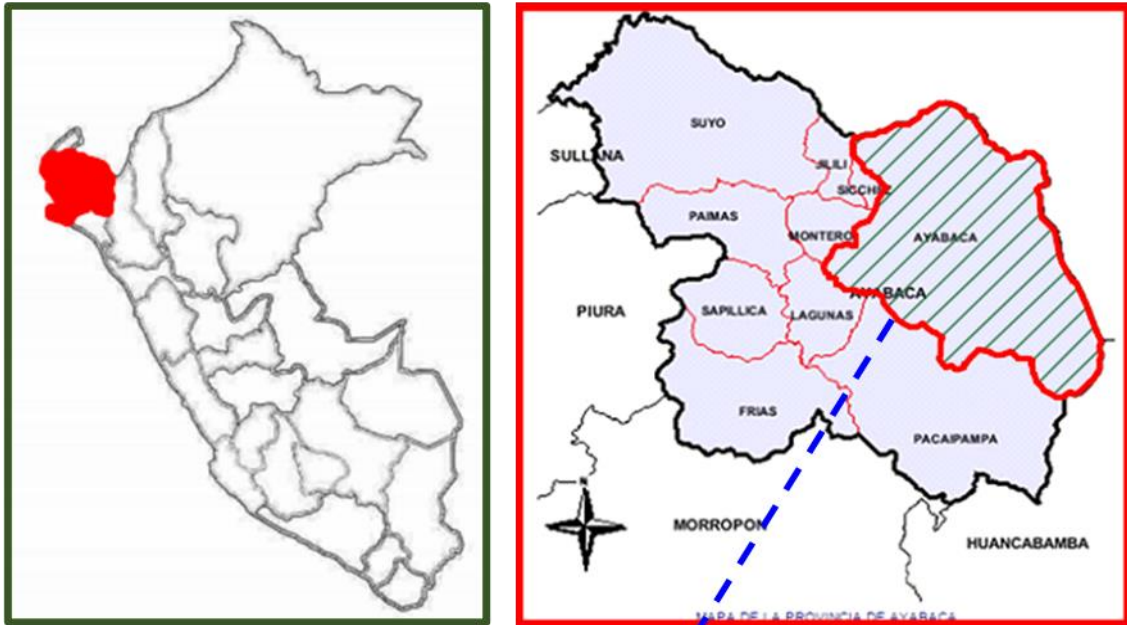 SUYO
SULLANA
JILILI
SICCHEZ
PAIMAS
MONTERO
AYABACA
AYABACA
PIURA
SAPILLICA
LAGUNAS
FRIAS
PACAIPAMPA
N
MORROPON
HUANCABAMBA
MAPA DE LA PROVINCIA DE AYABACA